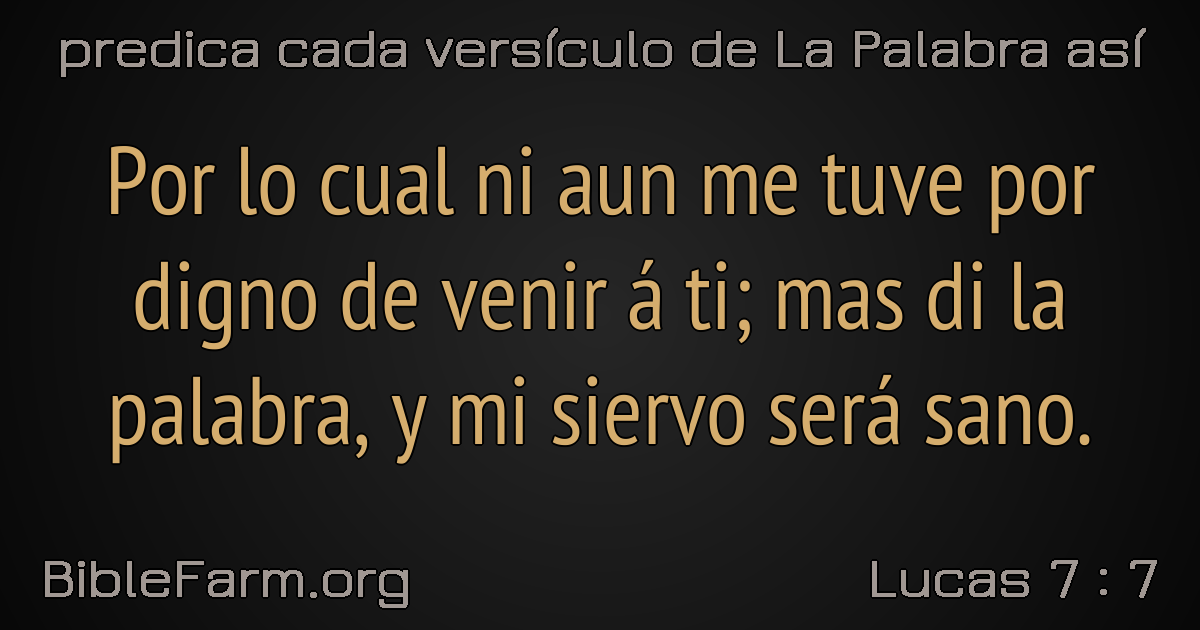 predica cada versículo de La Palabra así
Por lo cual ni aun me tuve por
digno de venir á ti; mas di la
palabra, y mi siervo será sano.
BibleFarm.org
Lucas 7 : 7